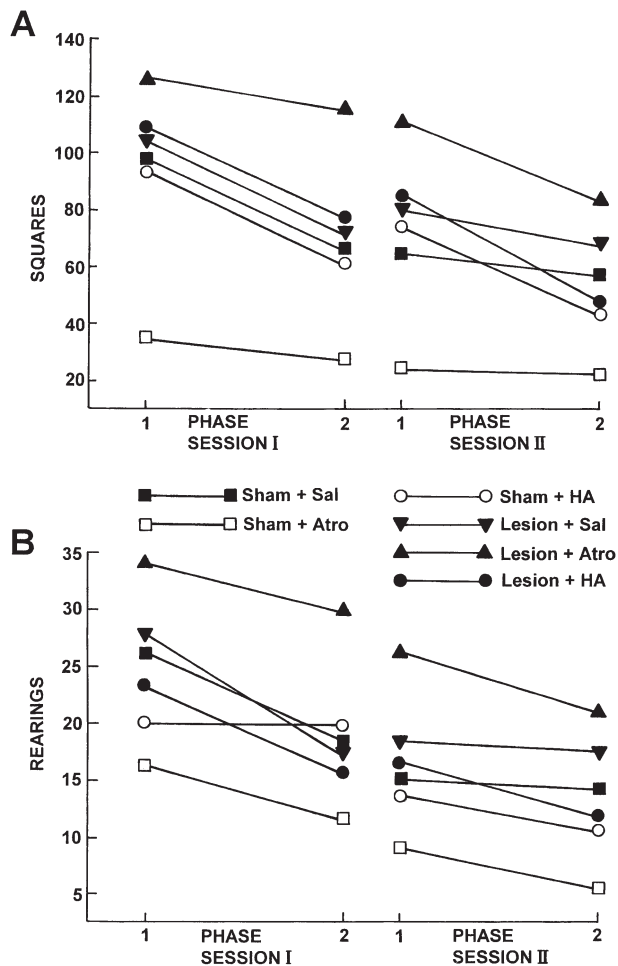 A
140
120
100
80
60
40
20
SQUARES
1 PHASE 2 1 PHASE 2
SESSION I SESSION II
Sham + Sal Sham + HA
Sham + Atro Lesion + Sal
Lesion + Atro
Lesion + HA
B
35
30
25
20
15
10
5
REARINGS
1 PHASE 2 1 PHASE 2
SESSION I SESSION II